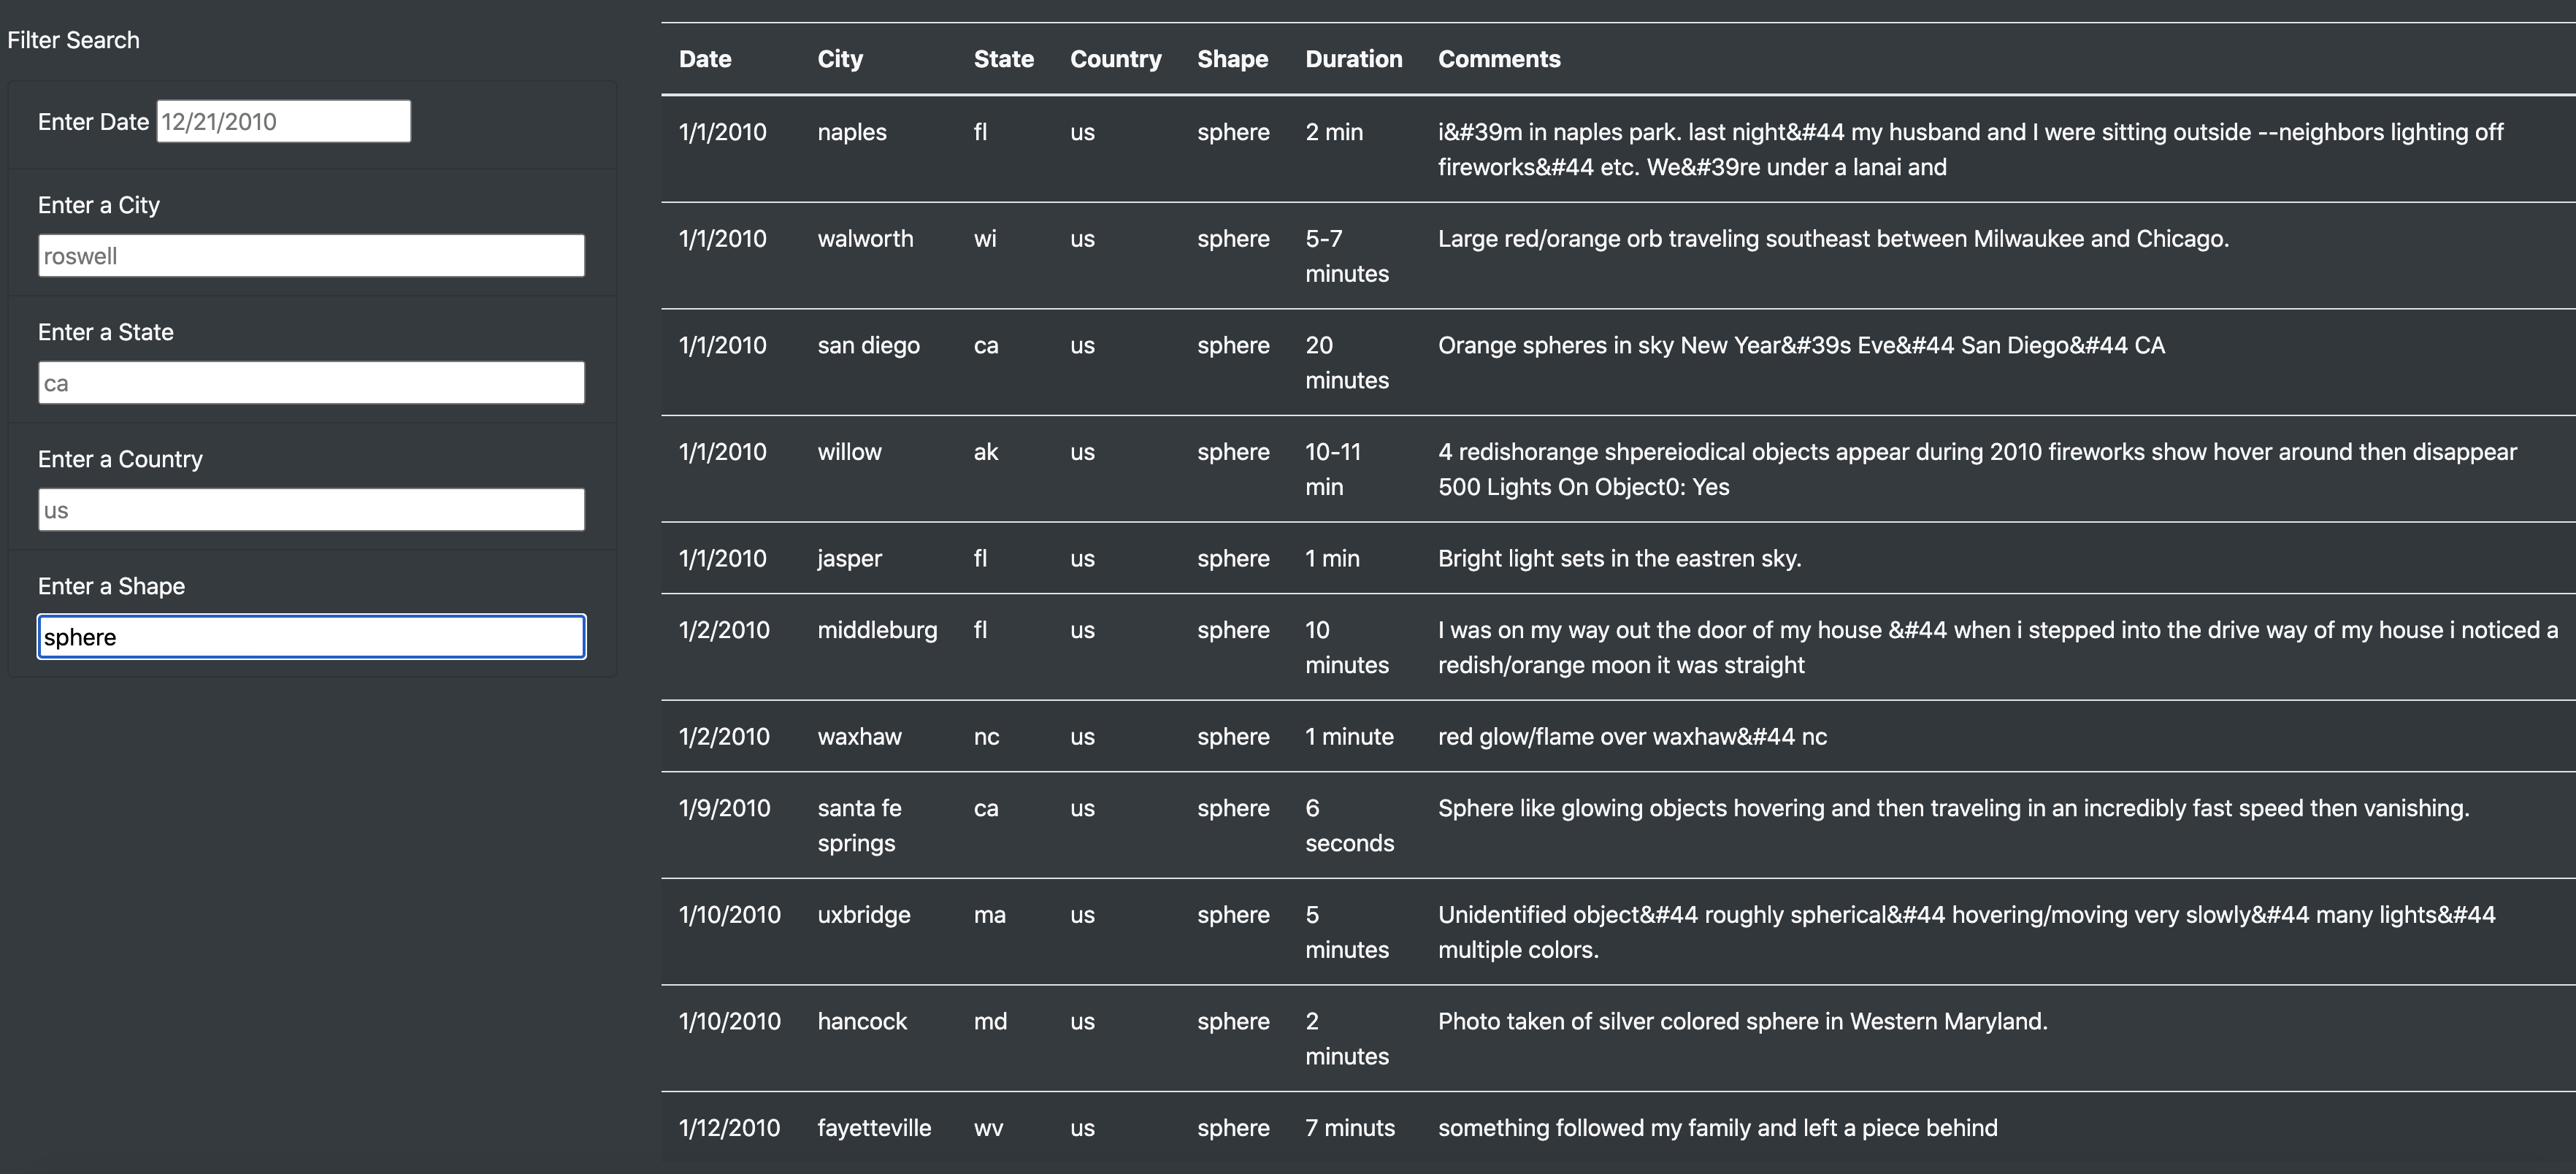 Filter Search
Enter Date 12/21/2010
Enter a City
roswell
Enter a State
ca
Enter a Country
us
Enter a Shape
sphere
Date City State Country Shape Duration Comments
1/1/2010 naples fl us sphere 2 min i&#39m in naples park. last night&#44 my husband and I were sitting outside --neighbors lighting off
fireworks&#44 etc. We&#39re under a lanai and
1/1/2010 walworth wi us sphere 5-7 Large red/orange orb traveling southeast between Milwaukee and Chicago.
minutes
1/1/2010 san diego ca us sphere 20 Orange spheres in sky New Year&#39s Eve&#44 San Diego&#44 CA
minutes
1/1/2010 willow ak us sphere 10-11 4 redishorange shpereiodical objects appear during 2010 fireworks show hover around then disappear
min 500 Lights On Object0: Yes
1/1/2010 jasper fl us sphere 1 min Bright light sets in the eastren sky.
1/2/2010 middleburg fl us sphere 10 I was on my way out the door of my house &#44 when i stepped into the drive way of my house i noticed a
minutes redish/orange moon it was straight
1/2/2010 waxhaw nc us sphere 1 minute red glow/flame over waxhaw&#44 nc
1/9/2010 santa fe ca us sphere 6 Sphere like glowing objects hovering and then traveling in an incredibly fast speed then vanishing.
springs seconds
1/10/2010 uxbridge ma us sphere 5 Unidentified object&#44 roughly spherical&#44 hovering/moving very slowly&#44 many lights&#44
minutes multiple colors.
1/10/2010 hancock md us sphere 2 Photo taken of silver colored sphere in Western Maryland.
minutes
1/12/2010 fayetteville wv us sphere 7 minuts something followed my family and left a piece behind